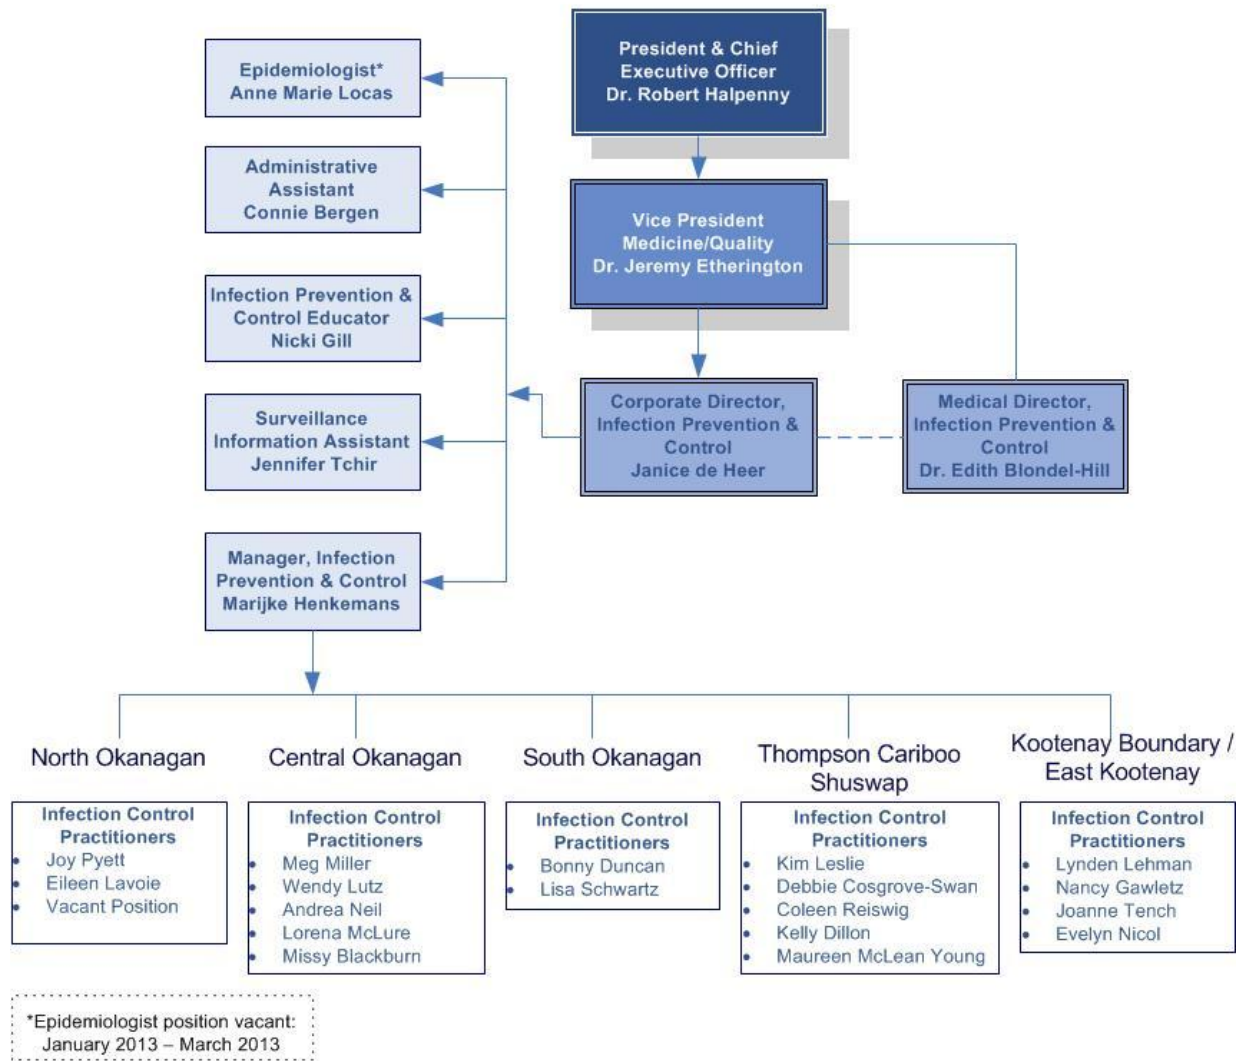 President & Chief
Executive Officer
Dr. Robert Halpenny
Vice President
Medicine/Quality
Dr. Jeremy Etherington
Corporate Director,
Infection Prevention &
Control
Janice de Heer
Medical Director,
Infection Prevention &
Control
Dr. Edith Blondel-Hill
Epidemiologist*
Anne Marie Locas
Administrative
Assistant
Connie Bergen
Infection Prevention &
Control Educator
Nicki Gill
Surveillance
Information Assistant
Jennifer Tchir
Manager, Infection
Prevention & Control
Marijke Henkemans
North Okanagan
Infection Control
Practitioners
• Joy Pyett
• Eileen Lavoie
• Vacant Position
Central Okanagan
Infection Control
Practitioners
• Meg Miller
• Wendy Lutz
• Andrea Neil
• Lorena McLure
• Missy Blackburn
South Okanagan
Infection Control
Practitioners
• Bonny Duncan
• Lisa Schwartz
Thompson Cariboo
Shuswap
Infection Control
Practitioners
• Kim Leslie
• Debbie Cosgrove-Swan
• Coleen Reiswig
• Kelly Dillon
• Maureen McLean Young
Kootenay Boundary /
East Kootenay
Infection Control
Practitioners
• Lynden Lehman
• Nancy Gawletz
• Joanne Tench
• Evelyn Nicol
*Epidemiologist position vacant:
January 2013 – March 2013